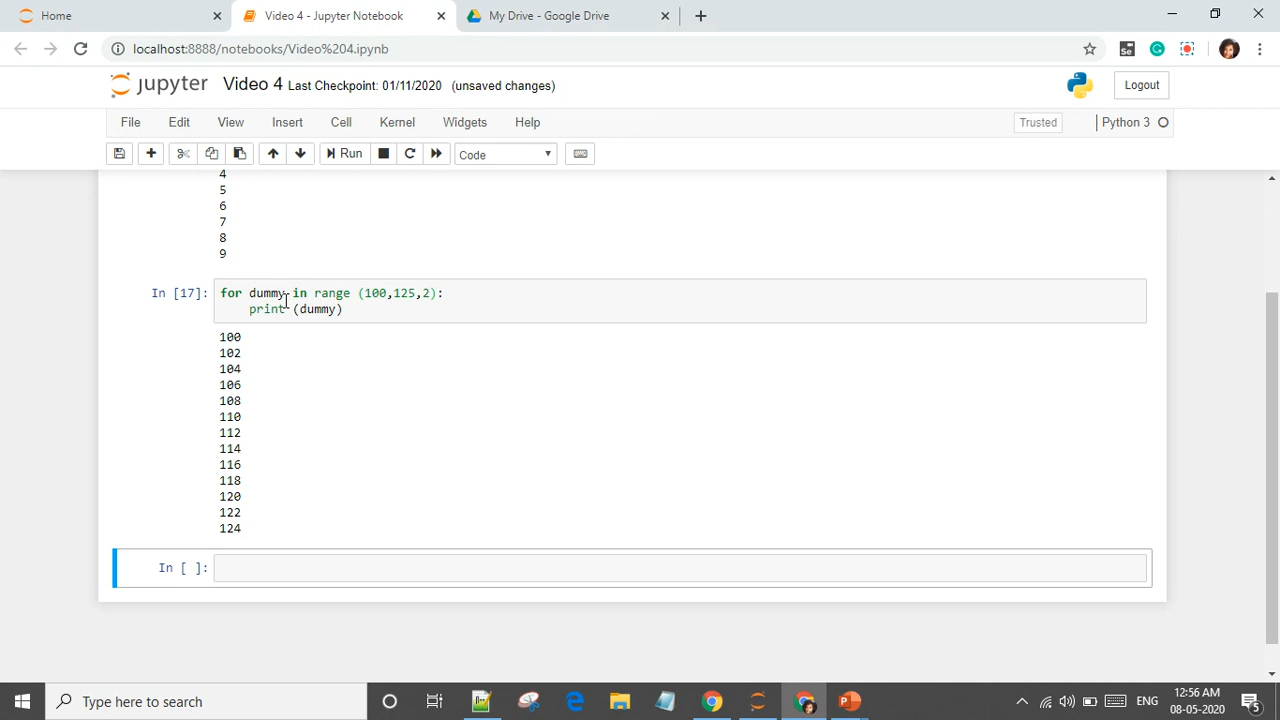 Home
Video 4 - Jupyter Notebook
My Drive - Google Drive
localhost:8888/notebooks/Video%204.ipynb
jupyter Video 4 Last Checkpoint: 01/11/2020 (unsaved changes)
Logout
File Edit View Insert Cell Kernel Widgets Help
Trusted
Python 3
Run
Code
4
5
6
7
8
9
In [17]: for dummy in range (100,125,2):
print (dummy)
100
102
104
106
108
110
112
114
116
118
120
122
124
In [ ]:
Type here to search
ENG
12:56 AM
08-05-2020
5